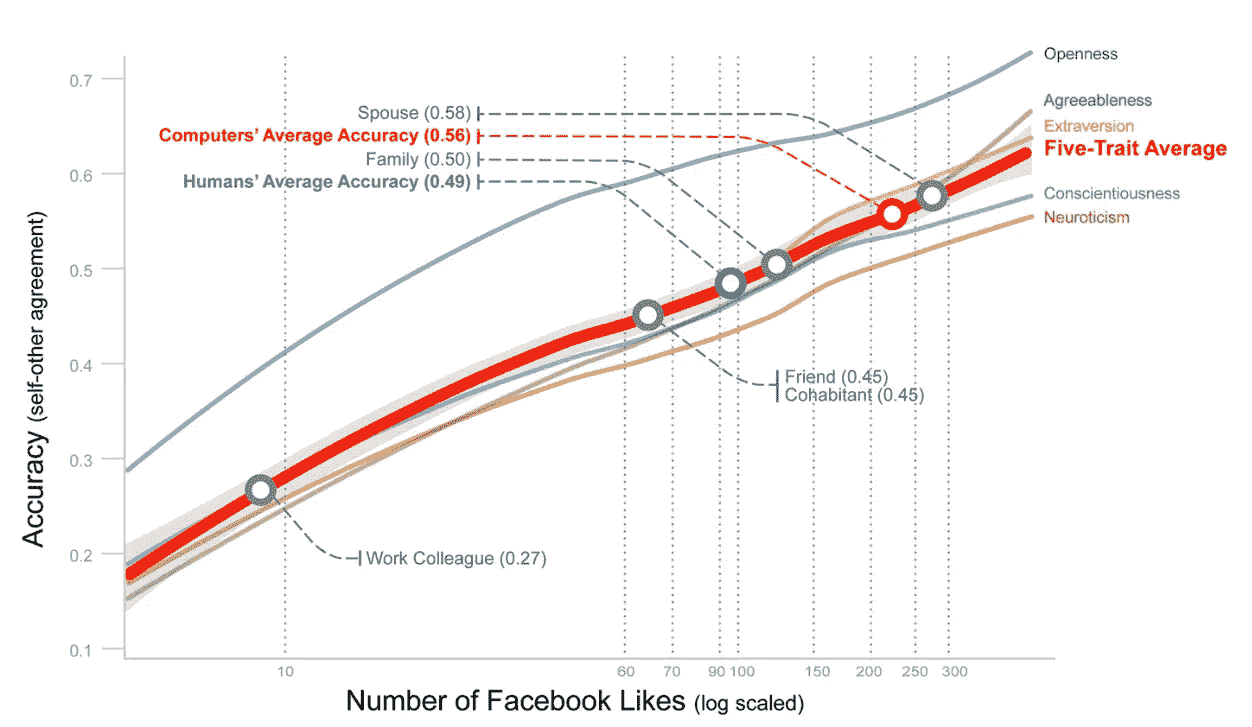 Accuracy (self-other agreement)
0.7
0.6
0.5
0.4
0.3
0.2
0.1
Spouse (0.58)
Computers' Average Accuracy (0.56)
Family (0.50)
Humans' Average Accuracy (0.49)
Friend (0.45)
Cohabitant (0.45)
Work Colleague (0.27)
Openness
Agreeableness
Extraversion
Five-Trait Average
Conscientiousness
Neuroticism
10 60 70 90 100 150 200 250 300
Number of Facebook Likes (log scaled)